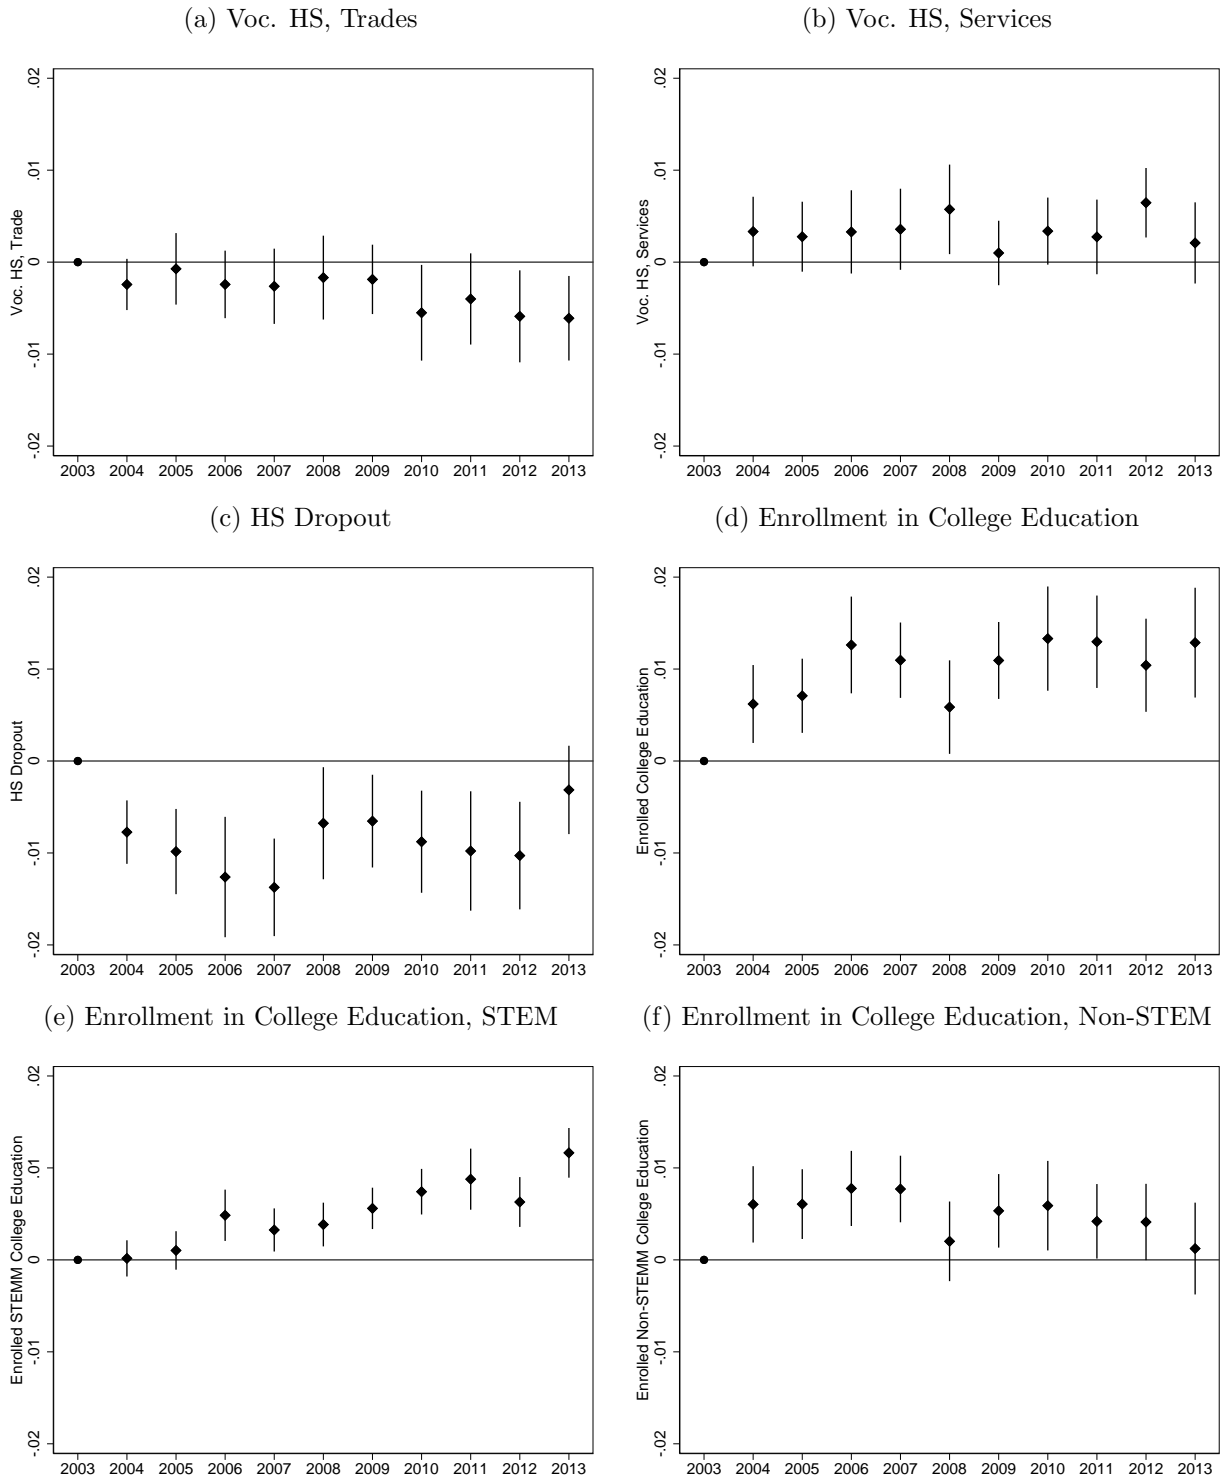 (a) Voc. HS, Trades
.02
.01
0
-.01
-.02
Voc. HS, Trade
2003 2004 2005 2006 2007 2008 2009 2010 2011 2012 2013
(b) Voc. HS, Services
.02
.01
0
-.01
-.02
Voc. HS, Services
2003 2004 2005 2006 2007 2008 2009 2010 2011 2012 2013
(c) HS Dropout
.02
.01
0
-.01
-.02
HS Dropout
2003 2004 2005 2006 2007 2008 2009 2010 2011 2012 2013
(d) Enrollment in College Education
.02
.01
0
-.01
-.02
Enrolled College Education
2003 2004 2005 2006 2007 2008 2009 2010 2011 2012 2013
(e) Enrollment in College Education, STEM
.02
.01
0
-.01
-.02
Enrolled STEMM College Education
2003 2004 2005 2006 2007 2008 2009 2010 2011 2012 2013
(f) Enrollment in College Education, Non-STEM
.02
.01
0
-.01
-.02
Enrolled Non-STEMM College Education
2003 2004 2005 2006 2007 2008 2009 2010 2011 2012 2013